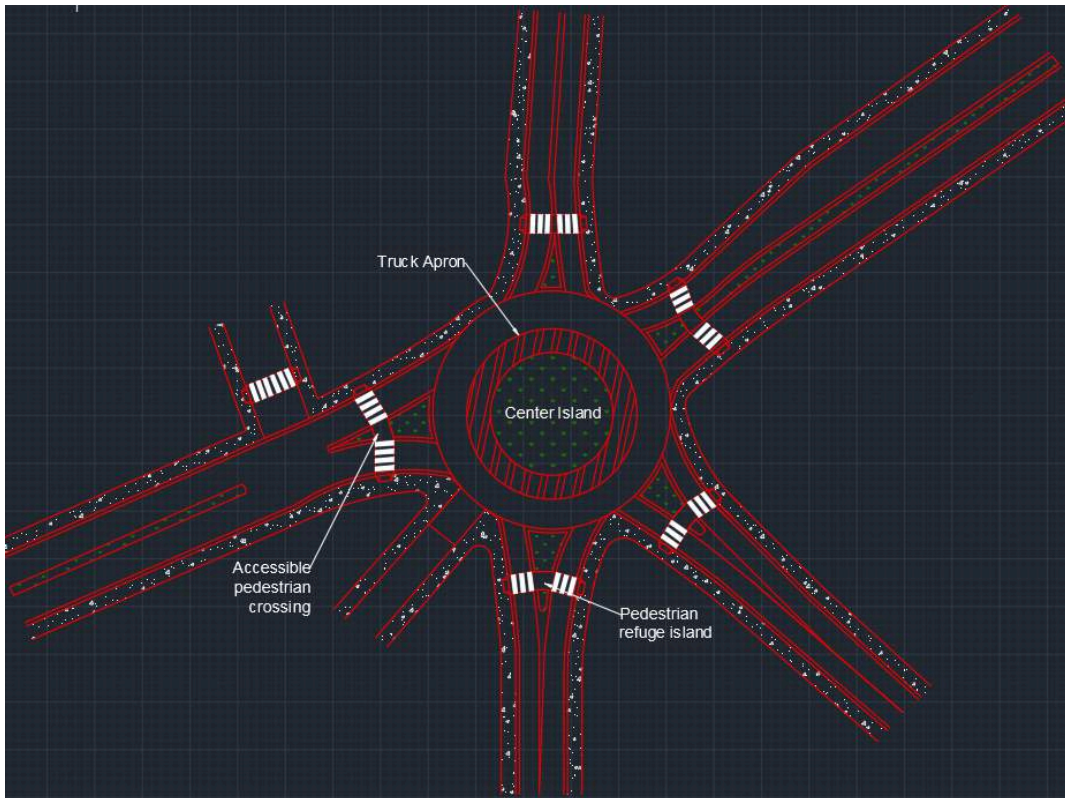 Truck Apron
Center Island
Accessible
pedestrian
crossing
Pedestrian
refuge island